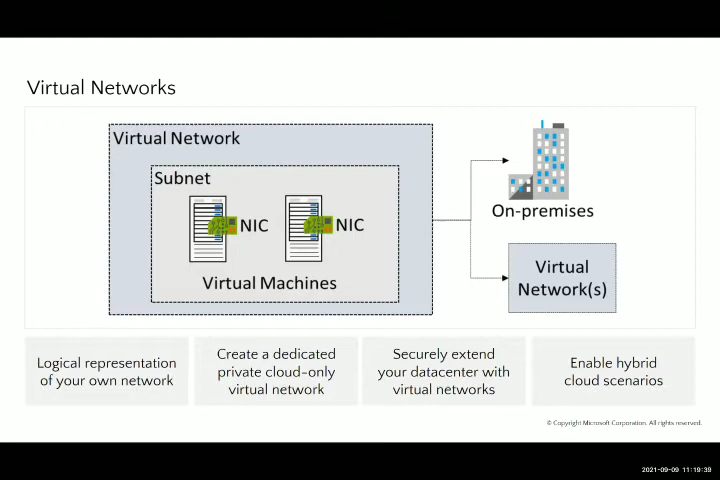 Virtual Networks
Virtual Network
Subnet
NIC
NIC
Virtual Machines
On-premises
Virtual
Network(s)
Logical representation
of your own network
Create a dedicated
private cloud-only
virtual network
Securely extend
your datacenter with
virtual networks
Enable hybrid
cloud scenarios
© Copyright Microsoft Corporation. All rights reserved.
2021-09-09 11:19:39